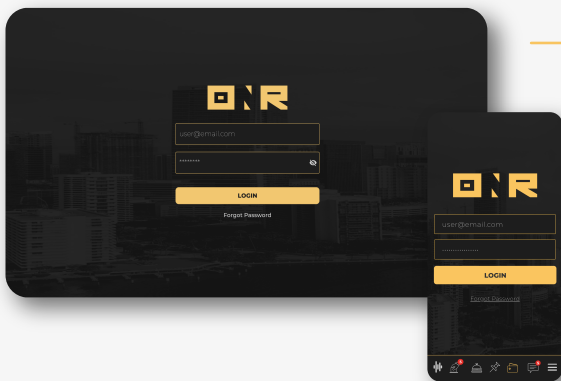 ONR
user@email.com
********
LOGIN
Forgot Password
ONR
user@email.com
................
LOGIN
Forgot Password